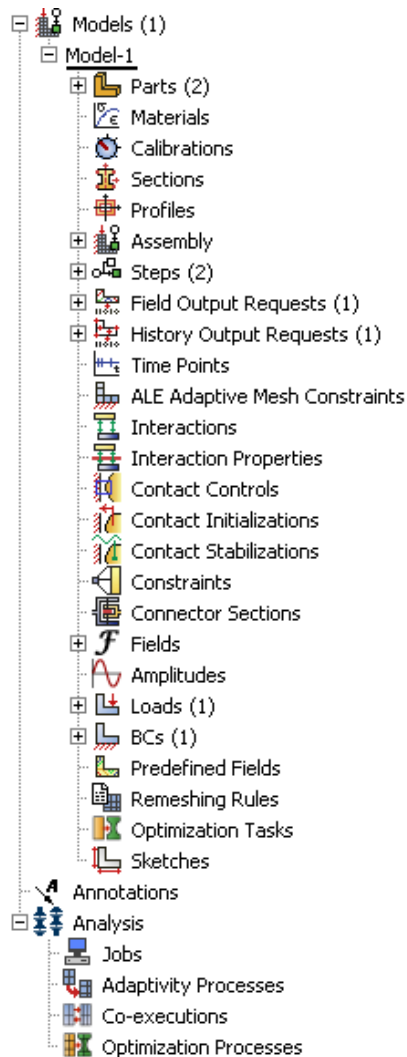 Models (1)
Model-1
Parts (2)
Materials
Calibrations
Sections
Profiles
Assembly
Steps (2)
Field Output Requests (1)
History Output Requests (1)
Time Points
ALE Adaptive Mesh Constraints
Interactions
Interaction Properties
Contact Controls
Contact Initializations
Contact Stabilizations
Constraints
Connector Sections
Fields
Amplitudes
Loads (1)
BCs (1)
Predefined Fields
Remeshing Rules
Optimization Tasks
Sketches
Annotations
Analysis
Jobs
Adaptivity Processes
Co-executions
Optimization Processes